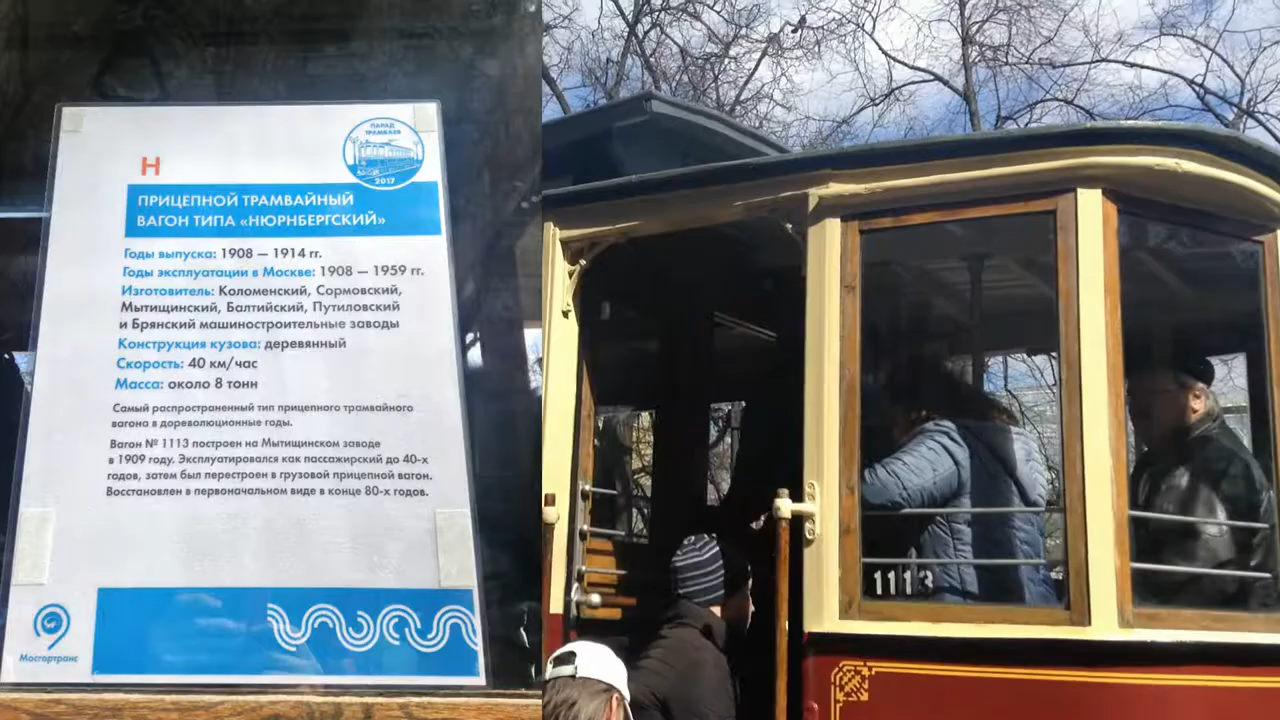 ПАРАД
ТРАМВАЕВ
2017
Н
ПРИЦЕПНОЙ ТРАМВАЙНЫЙ
ВАГОН ТИПА «НЮРНБЕРГСКИЙ»
Годы выпуска: 1908 — 1914 гг.
Годы эксплуатации в Москве: 1908 — 1959 гг.
Изготовитель: Коломенский, Сормовский,
Мытищинский, Балтийский, Путиловский
и Брянский машиностроительные заводы
Конструкция кузова: деревянный
Скорость: 40 км/час
Масса: около 8 тонн
Самый распространенный тип прицепного трамвайного
вагона в дореволюционные годы.
Вагон № 1113 построен на Мытищинском заводе
в 1909 году. Эксплуатировался как пассажирский до 40-х
годов, затем был перестроен в грузовой прицепной вагон.
Восстановлен в первоначальном виде в конце 80-х годов.
Мосгортранс
1113